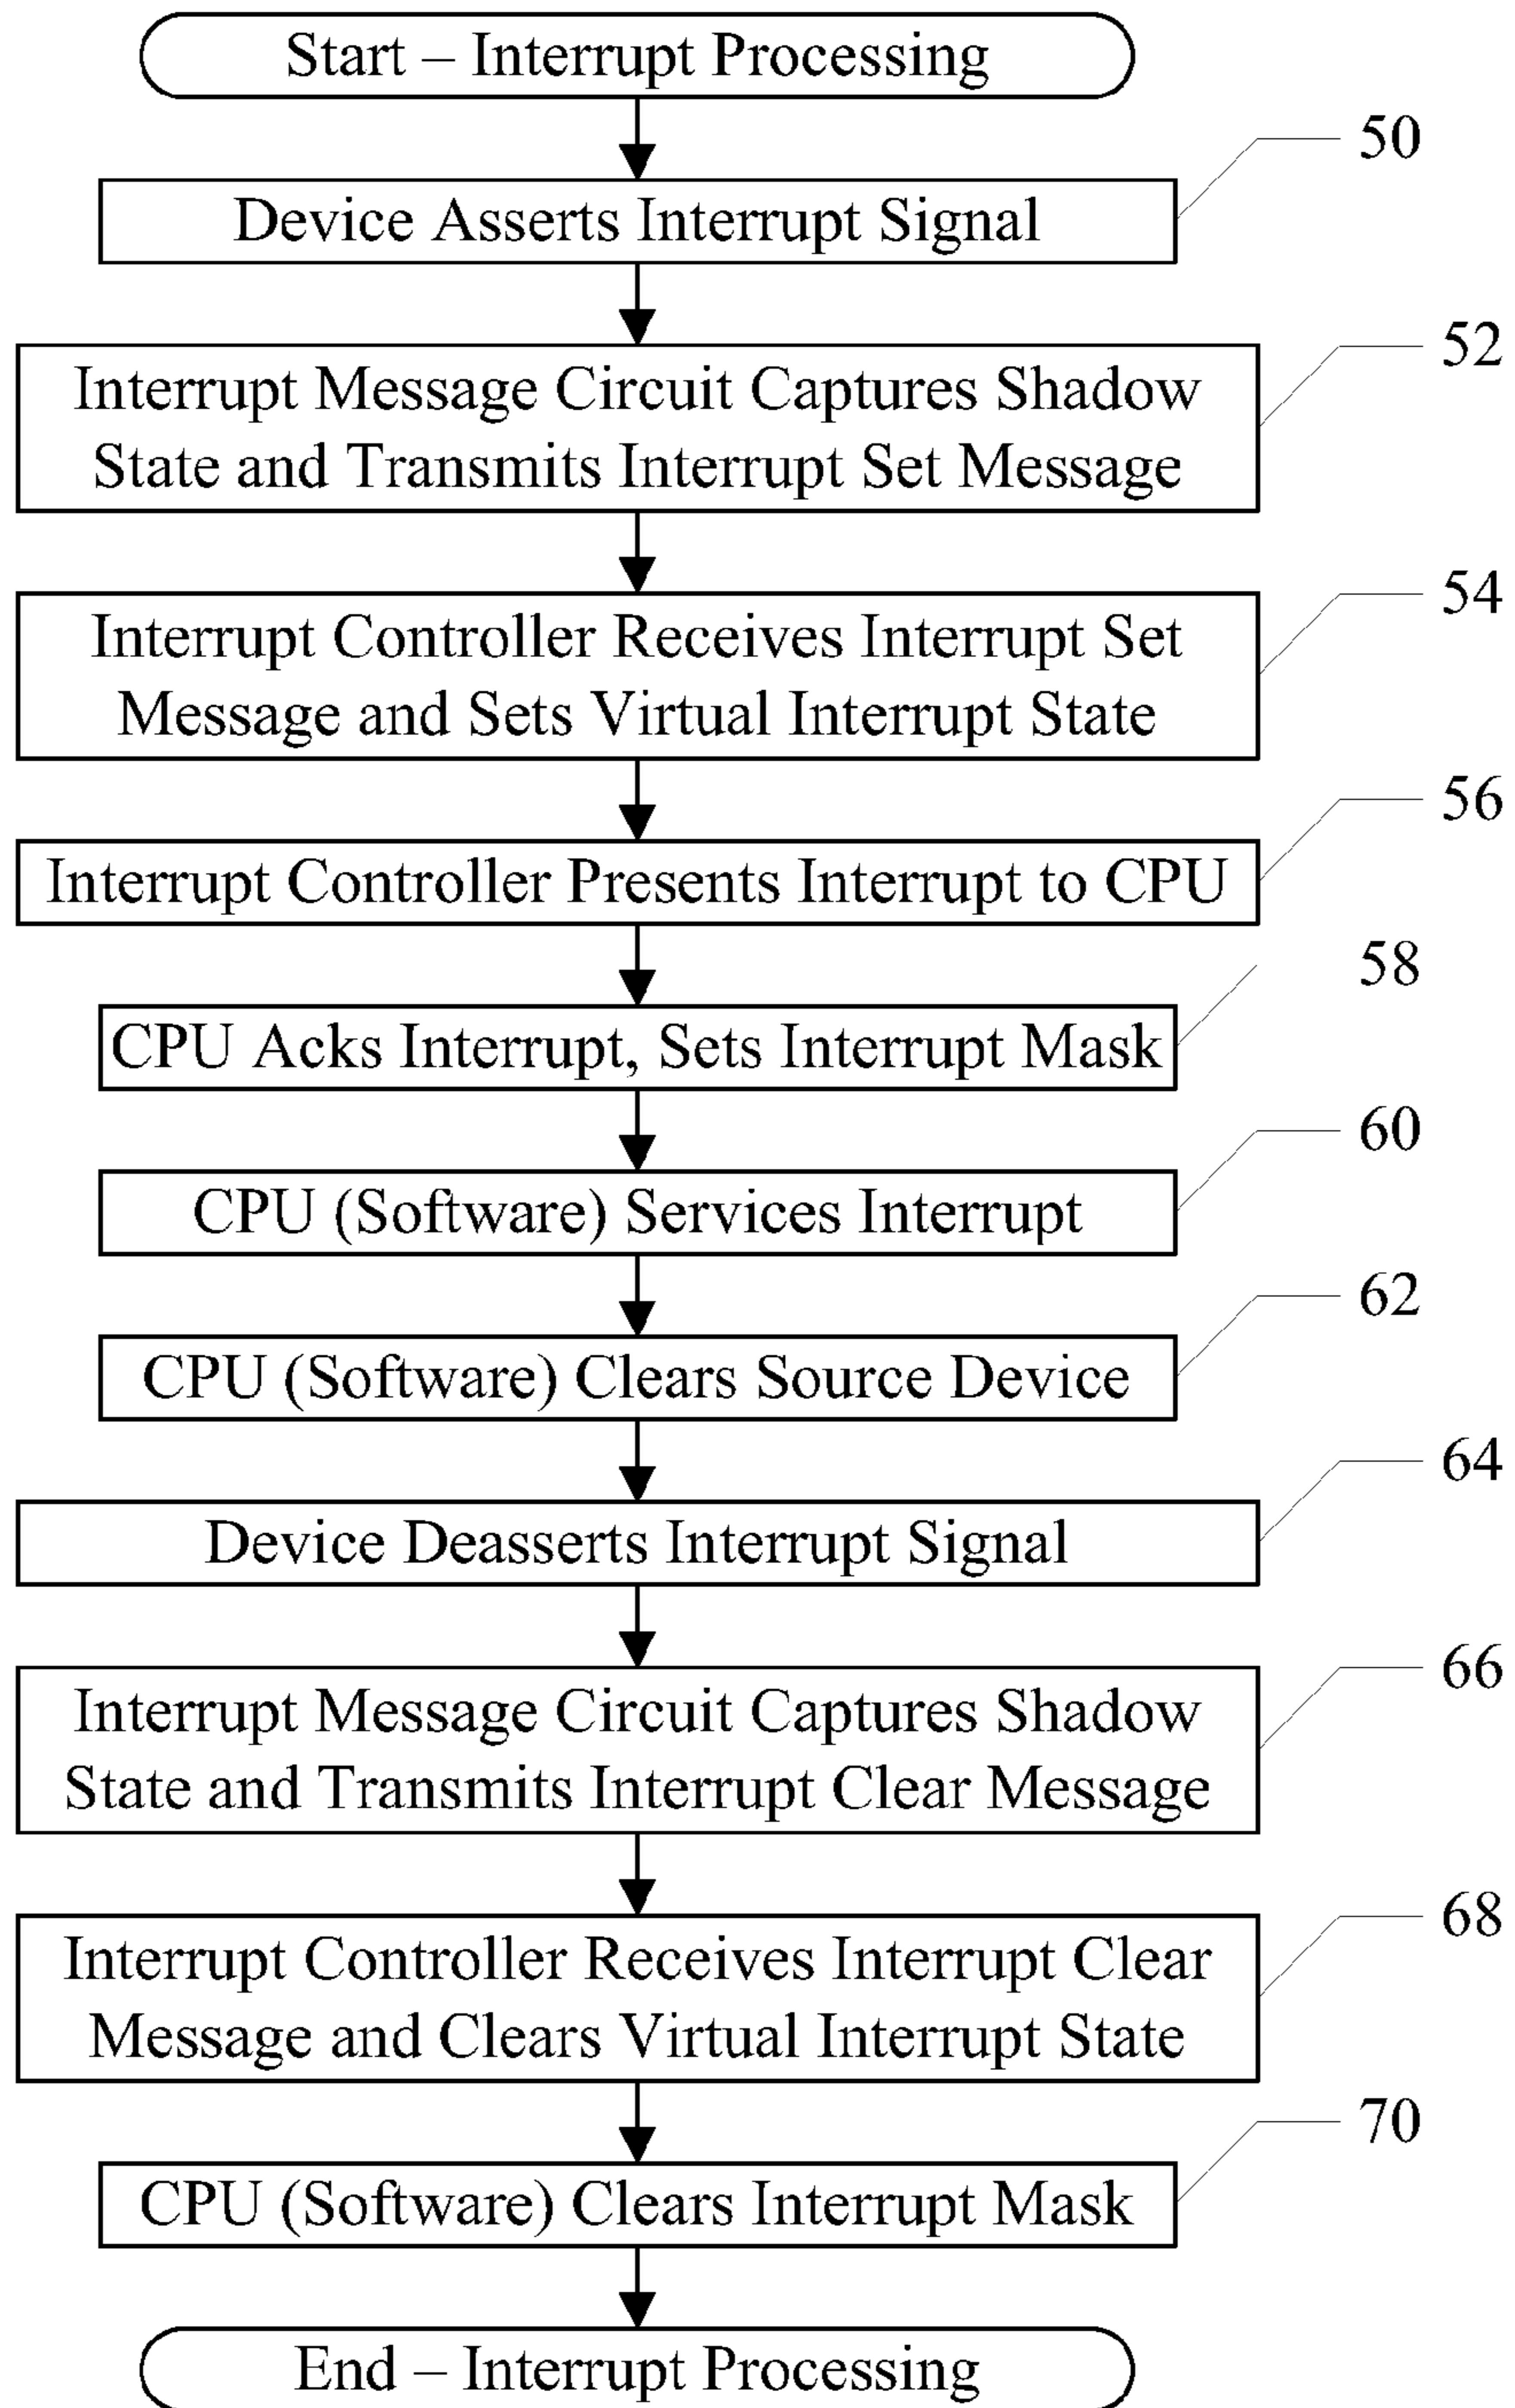 Start – Interrupt Processing
50
Device Asserts Interrupt Signal
52
Interrupt Message Circuit Captures Shadow
State and Transmits Interrupt Set Message
54
Interrupt Controller Receives Interrupt Set
Message and Sets Virtual Interrupt State
56
Interrupt Controller Presents Interrupt to CPU
58
CPU Acks Interrupt, Sets Interrupt Mask
60
CPU (Software) Services Interrupt
62
CPU (Software) Clears Source Device
64
Device Deasserts Interrupt Signal
66
Interrupt Message Circuit Captures Shadow
State and Transmits Interrupt Clear Message
68
Interrupt Controller Receives Interrupt Clear
Message and Clears Virtual Interrupt State
70
CPU (Software) Clears Interrupt Mask
End – Interrupt Processing